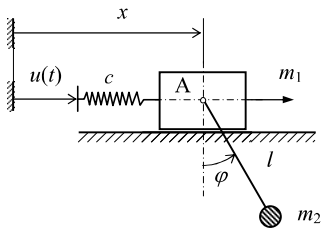 x
u(t) c A m₁
φ l
m₂